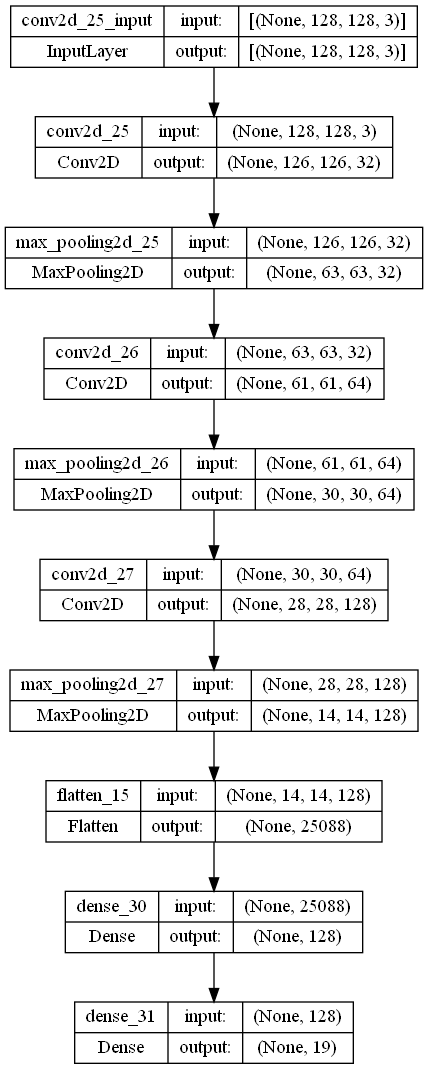 conv2d_25_input input: [(None, 128, 128, 3)]
InputLayer output: [(None, 128, 128, 3)]
conv2d_25 input: (None, 128, 128, 3)
Conv2D output: (None, 126, 126, 32)
max_pooling2d_25 input: (None, 126, 126, 32)
MaxPooling2D output: (None, 63, 63, 32)
conv2d_26 input: (None, 63, 63, 32)
Conv2D output: (None, 61, 61, 64)
max_pooling2d_26 input: (None, 61, 61, 64)
MaxPooling2D output: (None, 30, 30, 64)
conv2d_27 input: (None, 30, 30, 64)
Conv2D output: (None, 28, 28, 128)
max_pooling2d_27 input: (None, 28, 28, 128)
MaxPooling2D output: (None, 14, 14, 128)
flatten_15 input: (None, 14, 14, 128)
Flatten output: (None, 25088)
dense_30 input: (None, 25088)
Dense output: (None, 128)
dense_31 input: (None, 128)
Dense output: (None, 19)